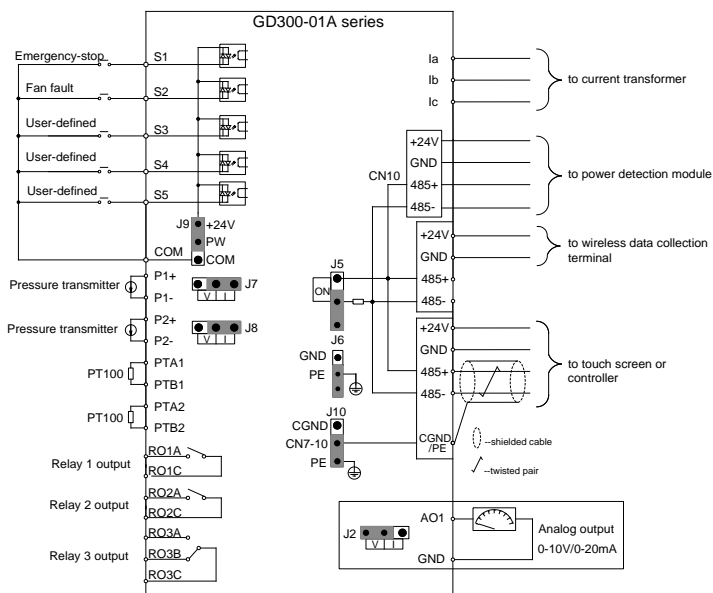 GD300-01A series
Emergency-stop
S1
Fan fault
S2
User-defined
S3
User-defined
S4
User-defined
S5
J9
+24V
PW
COM
COM
Pressure transmitter
P1+
P1-
J7
V I
Pressure transmitter
P2+
P2-
J8
V I
PT100
PTA1
PTB1
PT100
PTA2
PTB2
Relay 1 output
RO1A
RO1C
Relay 2 output
RO2A
RO2C
Relay 3 output
RO3A
RO3B
RO3C
Ia
Ib
Ic
to current transformer
CN10
+24V
GND
485+
485-
to power detection module
+24V
GND
485+
485-
to wireless data collection
terminal
J5
ON
J6
GND
PE
+24V
GND
485+
485-
CGND
/PE
to touch screen or
controller
J10
CGND
CN7-10
PE
--shielded cable
--twisted pair
J2
V I
AO1
GND
Analog output
0-10V/0-20mA